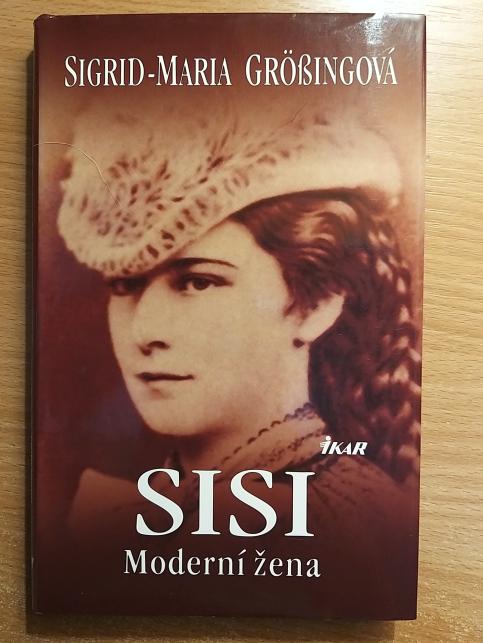 SIGRID-MARIA GRÖßINGOVÁ
IKAR
SISI
Moderní žena